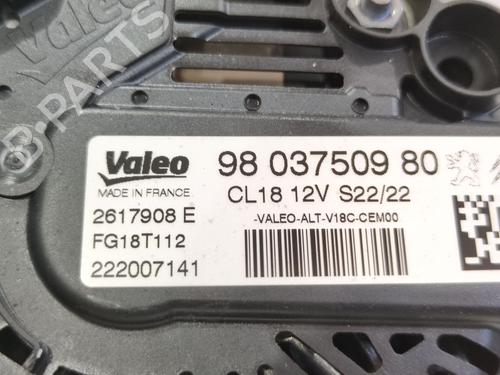 Valeo
Valeo
98 037509 80
MADE IN FRANCE
CL18 12V S22/22
2617908 E
-VALEO-ALT-V18C-CEM00
FG18T112
222007141
B-PARTS